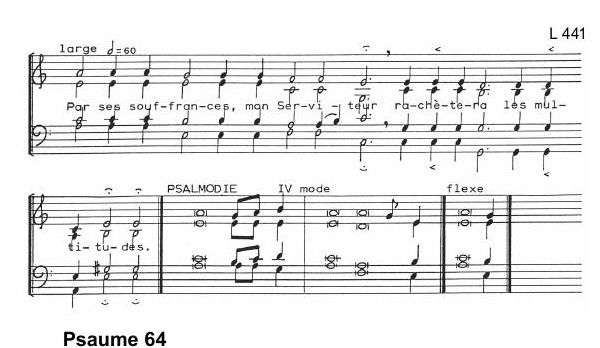 L 441
large ♩=60
Par ses souf-fran-ces, mon Ser-vi - teur ra-chè-te-ra les mul-
PSALMODIE IV mode flexe
ti- tu- des.
Psaume 64